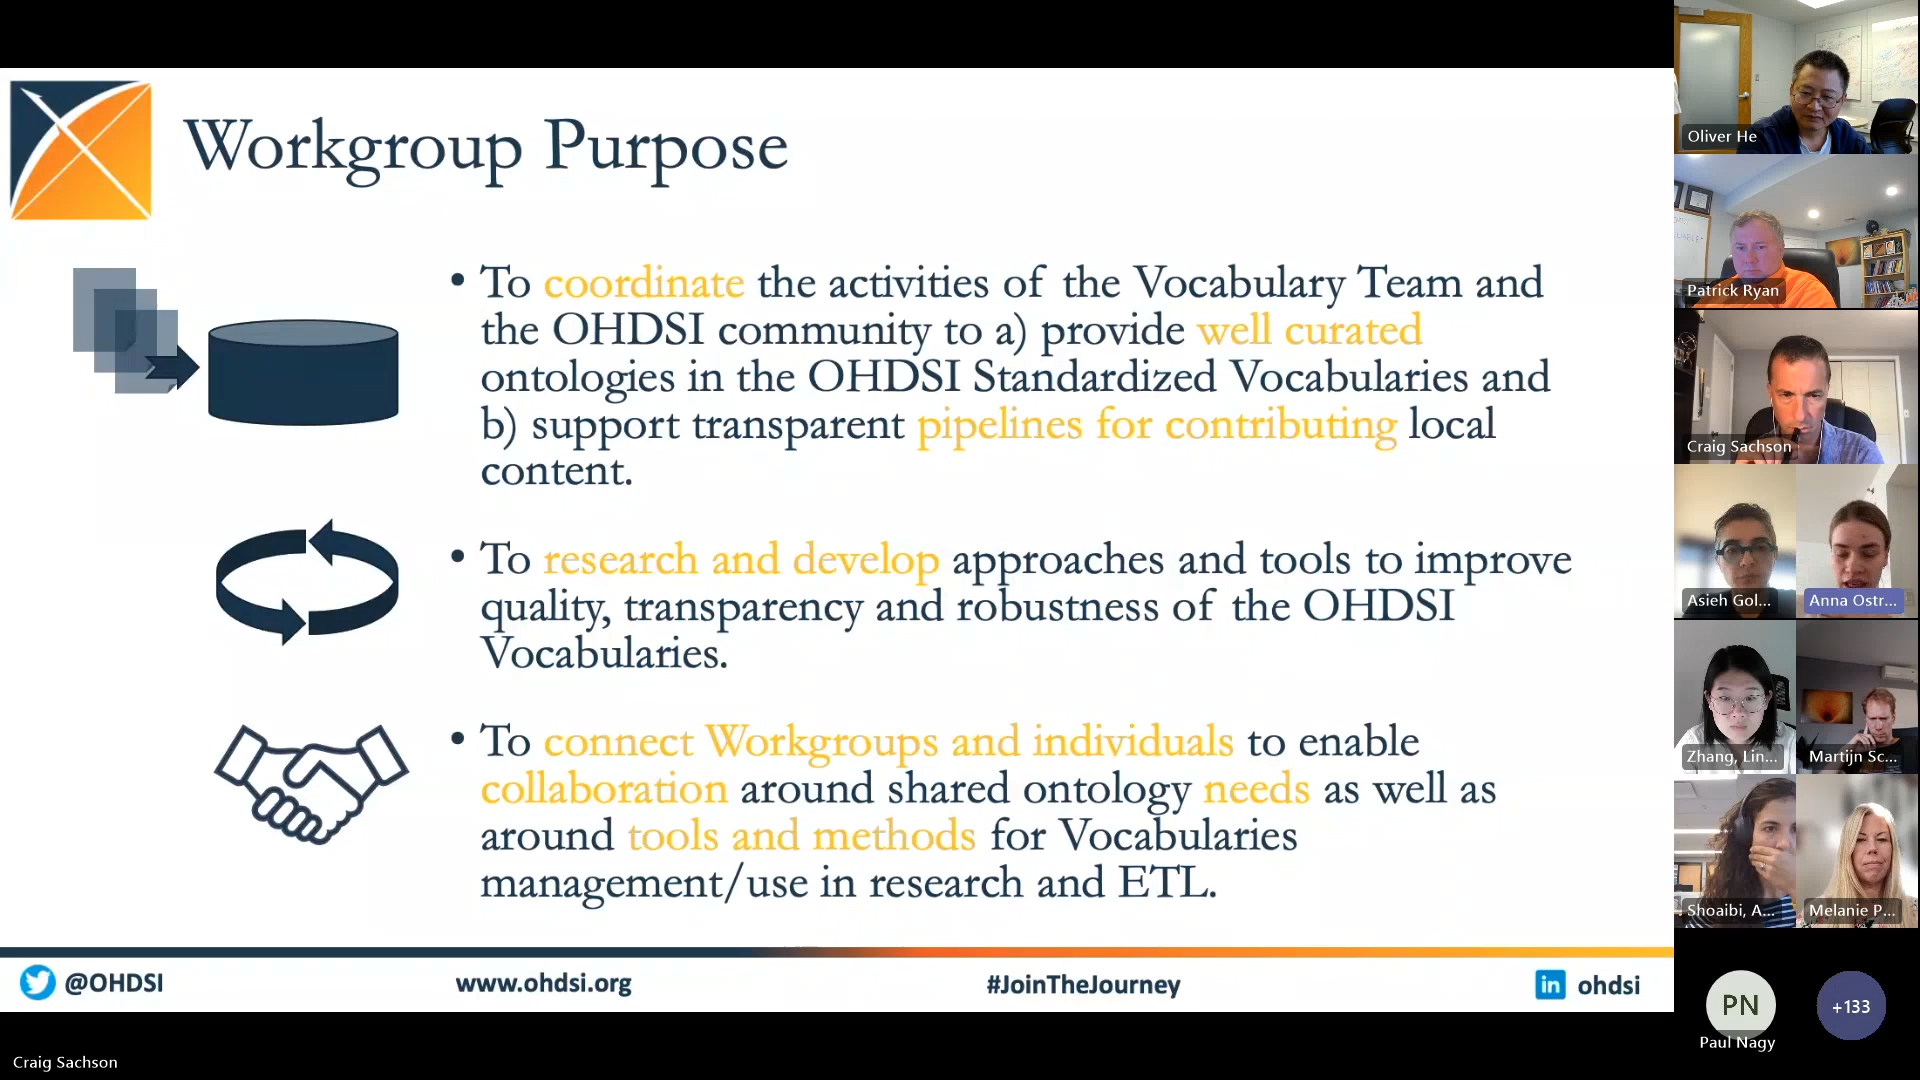 Workgroup Purpose
• To coordinate the activities of the Vocabulary Team and
the OHDSI community to a) provide well curated
ontologies in the OHDSI Standardized Vocabularies and
b) support transparent pipelines for contributing local
content.
• To research and develop approaches and tools to improve
quality, transparency and robustness of the OHDSI
Vocabularies.
• To connect Workgroups and individuals to enable
collaboration around shared ontology needs as well as
around tools and methods for Vocabularies
management/use in research and ETL.
@OHDSI
www.ohdsi.org
#JoinTheJourney
in ohdsi
Craig Sachson
Oliver He
Patrick Ryan
Craig Sachson
Asieh Gol...
Anna Ostr...
Zhang, Lin...
Martijn Sc...
Shoaibi, A...
Melanie P...
PN
+133
Paul Nagy